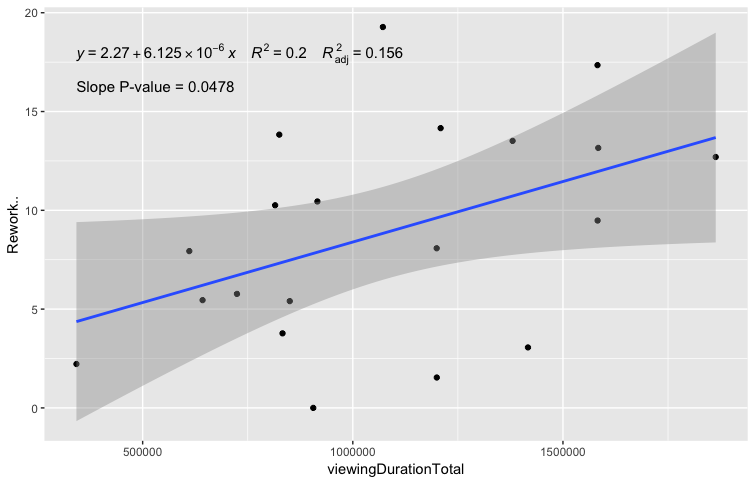 20
y = 2.27 + 6.125 × 10⁻⁶ x R² = 0.2 R²adj = 0.156
Slope P-value = 0.0478
15
10
5
0
Rework..
500000 1000000 1500000
viewingDurationTotal